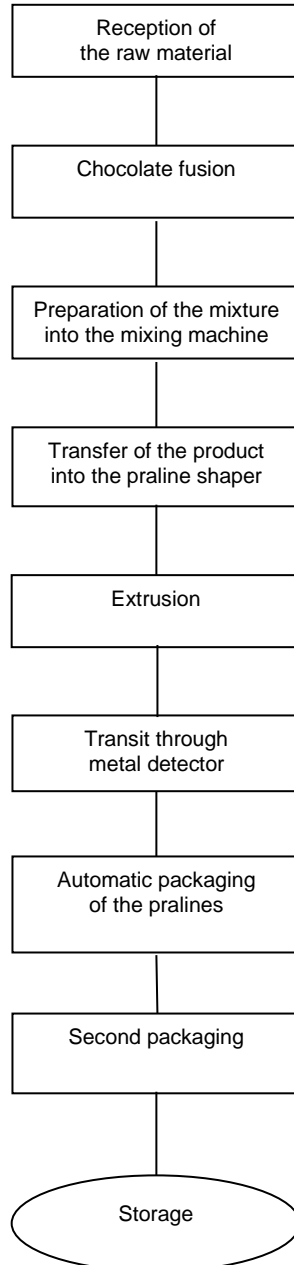 Reception of
the raw material
Chocolate fusion
Preparation of the mixture
into the mixing machine
Transfer of the product
into the praline shaper
Extrusion
Transit through
metal detector
Automatic packaging
of the pralines
Second packaging
Storage